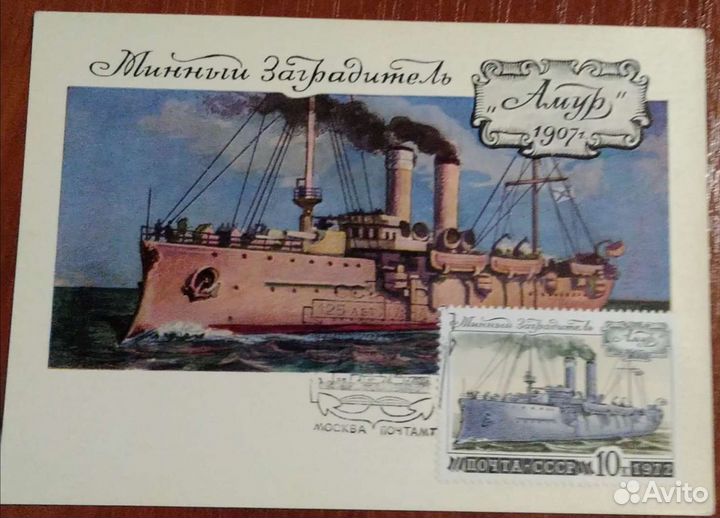 Минный Заградитель
„Амур"
1907г.
125 ЛЕТ
МОСКВА ПОЧТАМТ
Минный Заградитель
„Амур"
ПОЧТА·СССР 10к 1972
Avito